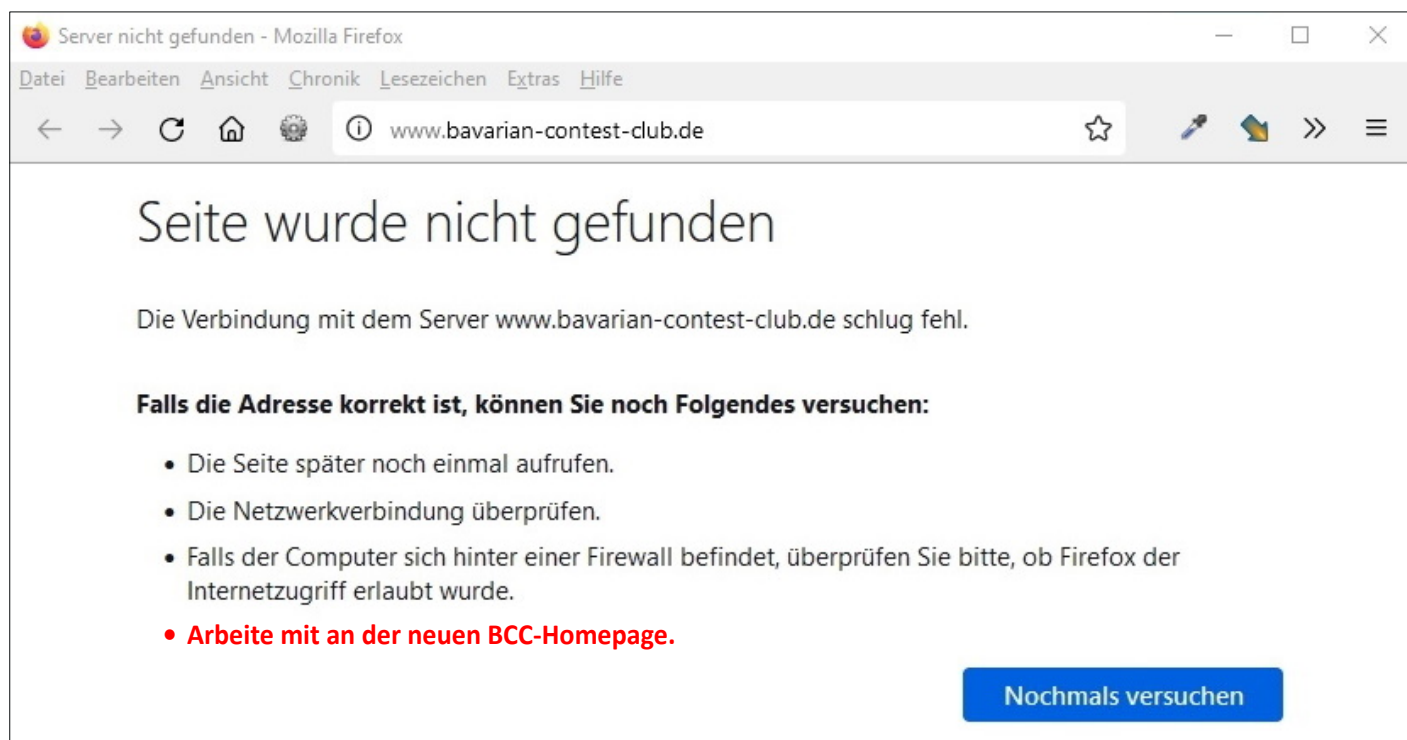 Server nicht gefunden - Mozilla Firefox
Datei Bearbeiten Ansicht Chronik Lesezeichen Extras Hilfe
www.bavarian-contest-club.de
Seite wurde nicht gefunden
Die Verbindung mit dem Server www.bavarian-contest-club.de schlug fehl.
Falls die Adresse korrekt ist, können Sie noch Folgendes versuchen:
• Die Seite später noch einmal aufrufen.
• Die Netzwerkverbindung überprüfen.
• Falls der Computer sich hinter einer Firewall befindet, überprüfen Sie bitte, ob Firefox der
Internetzugriff erlaubt wurde.
• Arbeite mit an der neuen BCC-Homepage.
Nochmals versuchen